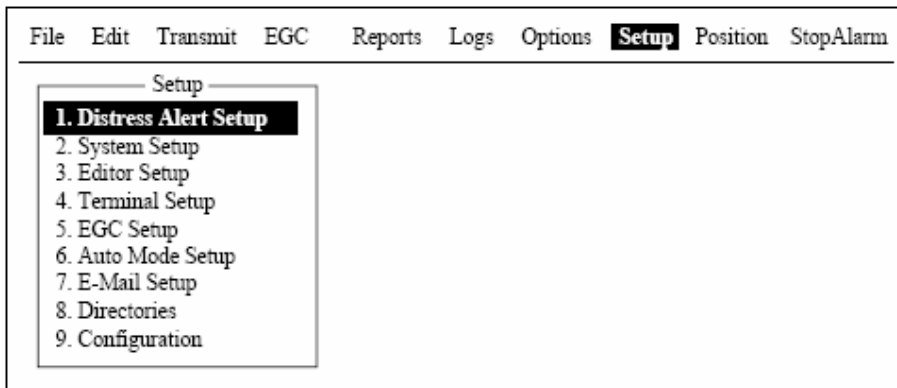 File Edit Transmit EGC Reports Logs Options Setup Position StopAlarm
Setup
1. Distress Alert Setup
2. System Setup
3. Editor Setup
4. Terminal Setup
5. EGC Setup
6. Auto Mode Setup
7. E-Mail Setup
8. Directories
9. Configuration